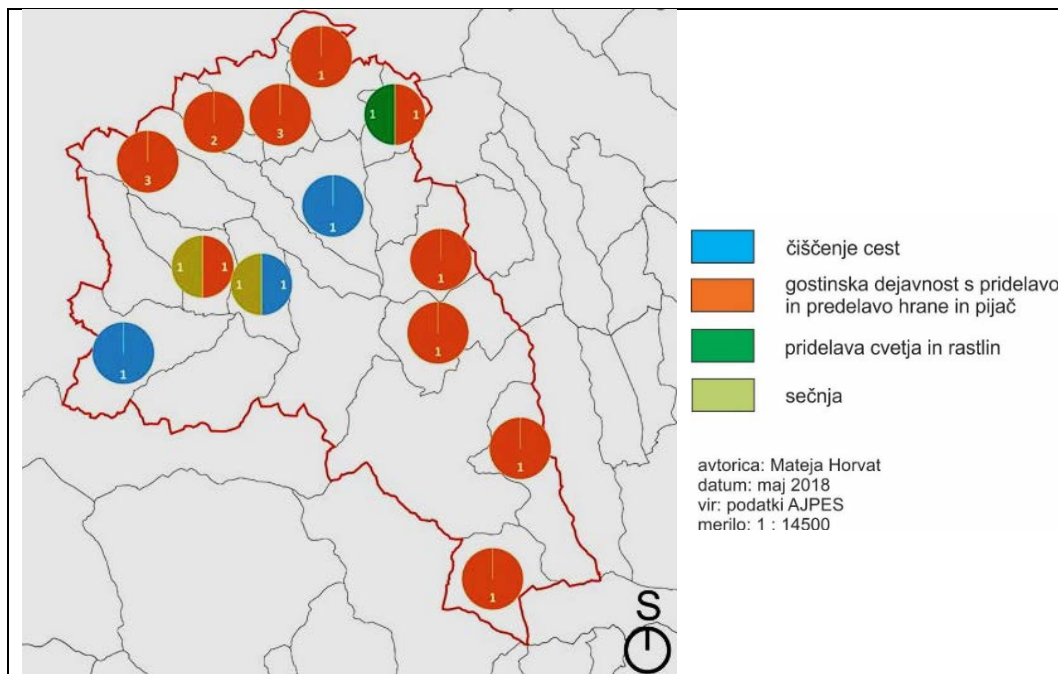 1
1
1
2
3
3
1
1
1
1
1
1
1
1
1
1
S
čiščenje cest
gostinska dejavnost s pridelavo
in predelavo hrane in pijač
pridelava cvetja in rastlin
sečnja
avtorica: Mateja Horvat
datum: maj 2018
vir: podatki AJPES
merilo: 1 : 14500